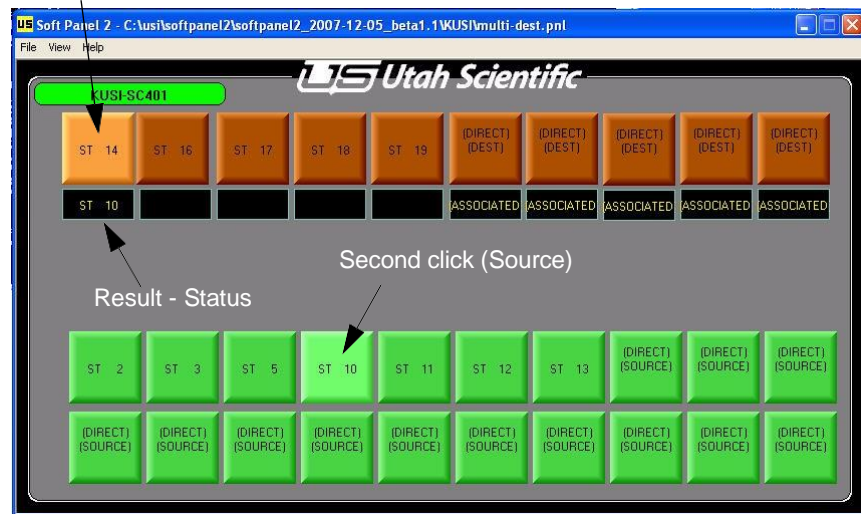 US Soft Panel 2 - C:\usi\softpanel2\softpanel2_2007-12-05_beta1.1\KUSI\multi-dest.pnl
File View Help
US Utah Scientific
KUSI-SC401
ST 14 ST 16 ST 17 ST 18 ST 19 (DIRECT) (DIRECT) (DIRECT) (DIRECT) (DIRECT)
(DEST) (DEST) (DEST) (DEST) (DEST)
ST 10 (ASSOCIATED (ASSOCIATED (ASSOCIATED (ASSOCIATED (ASSOCIATED
Second click (Source)
Result - Status
ST 2 ST 3 ST 5 ST 10 ST 11 ST 12 ST 13 (DIRECT) (DIRECT) (DIRECT)
(SOURCE) (SOURCE) (SOURCE)
(DIRECT) (DIRECT) (DIRECT) (DIRECT) (DIRECT) (DIRECT) (DIRECT) (DIRECT) (DIRECT) (DIRECT)
(SOURCE) (SOURCE) (SOURCE) (SOURCE) (SOURCE) (SOURCE) (SOURCE) (SOURCE) (SOURCE) (SOURCE)